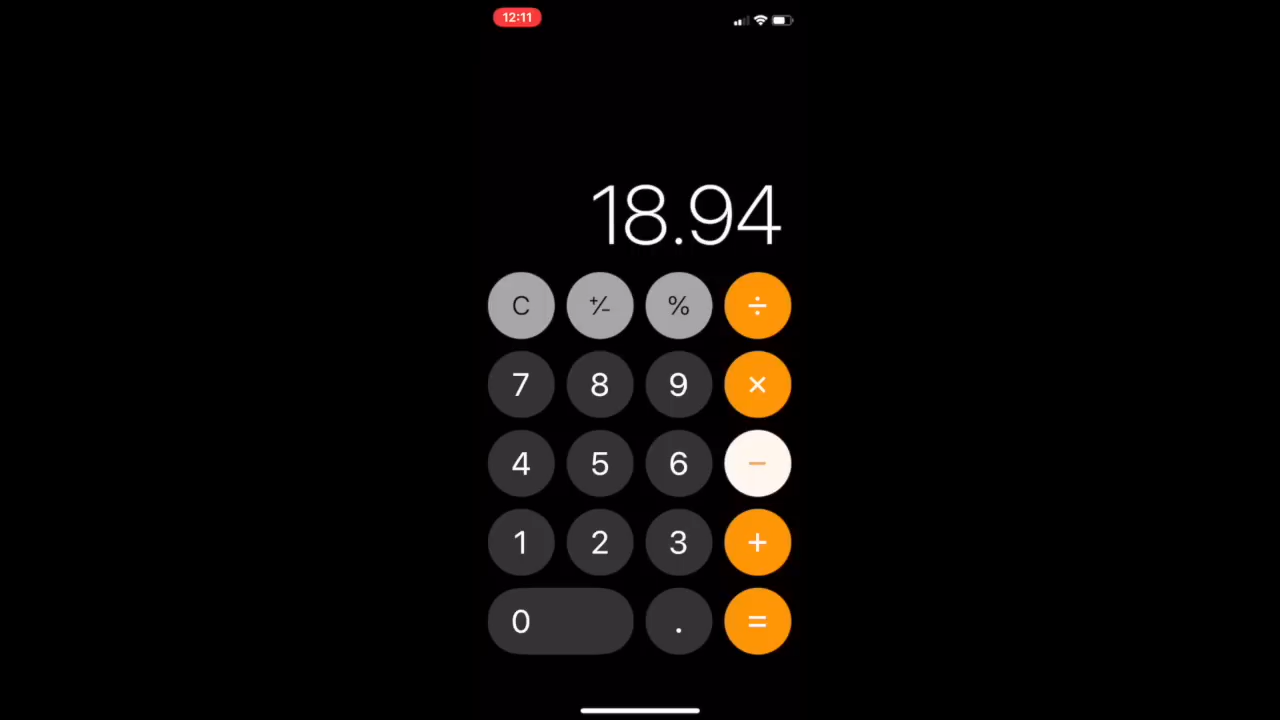 12:11
18.94
C +/- % ÷
7 8 9 ×
4 5 6 −
1 2 3 +
0 . =